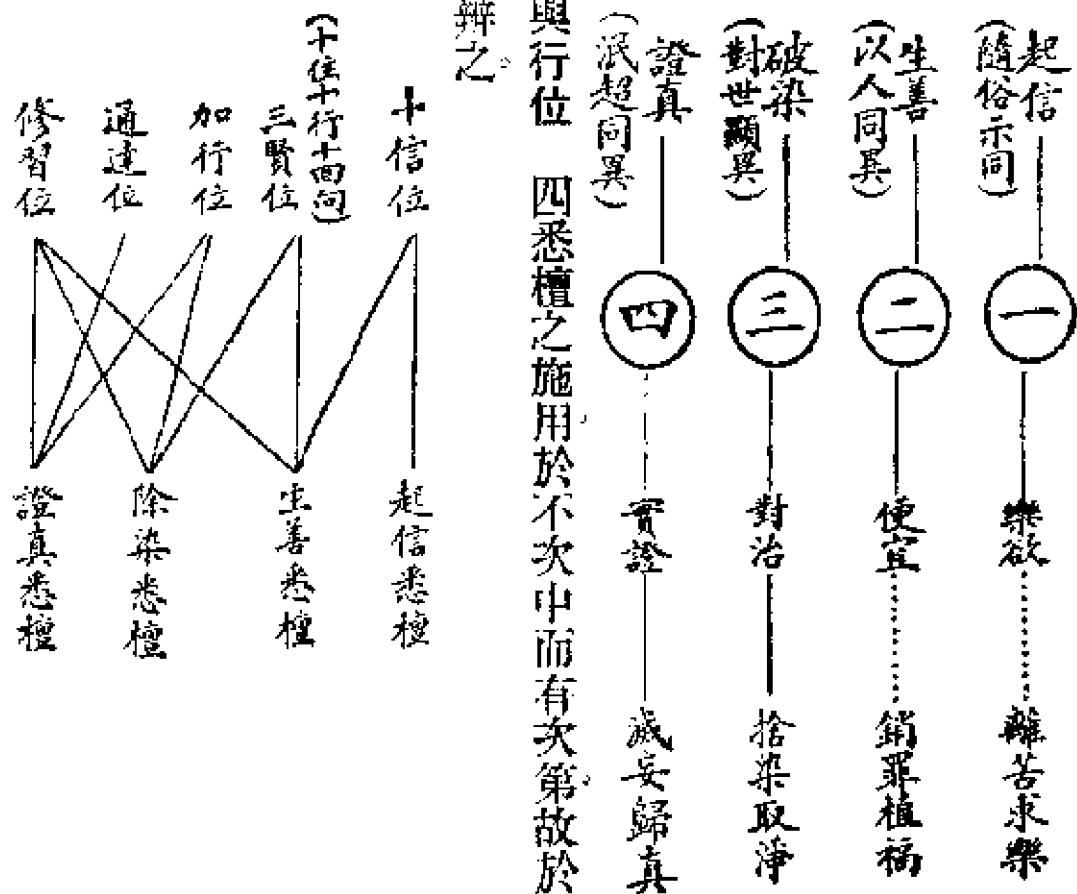 起信
(隨俗示同)
一
樂欲
離苦求樂
生善
(以人同異)
二
便宜
銷罪植福
破染
(對世顯異)
三
對治
捨染取淨
證真
(泯超同異)
四
實證
滅妄歸真
與行位 四悉檀之施用於不次中而有次第故於
辨之。
十信位
(十住十行十回向)
三賢位
加行位
通達位
修習位
起信悉檀
生善悉檀
除染悉檀
證真悉檀